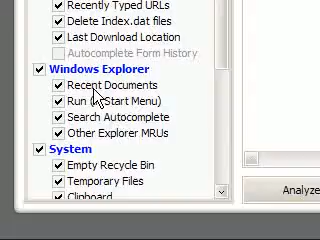 Recently Typed URLs
Delete Index.dat files
Last Download Location
Autocomplete Form History
Windows Explorer
Recent Documents
Run (in Start Menu)
Search Autocomplete
Other Explorer MRUs
System
Empty Recycle Bin
Temporary Files
Clipboard
Analyze